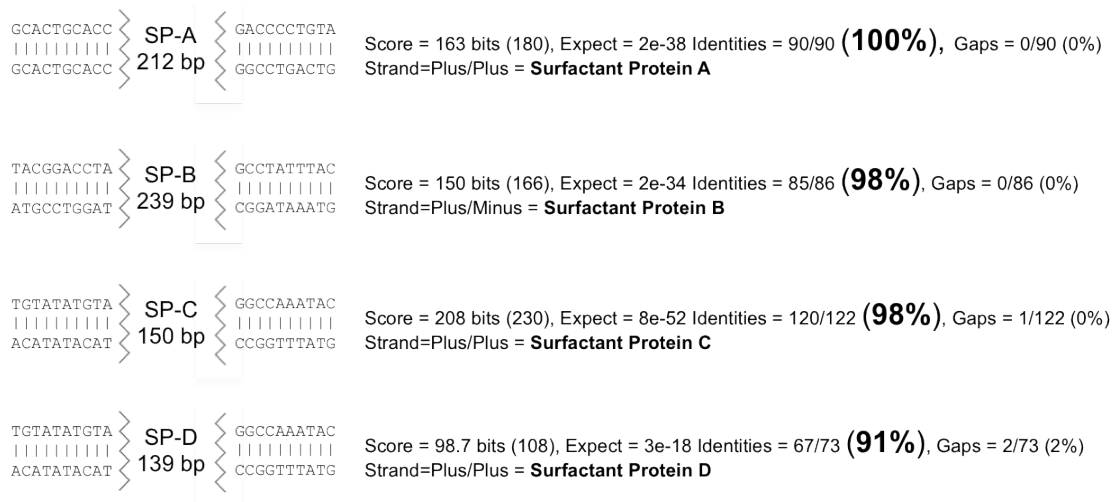 GCACTGCACC SP-A GACCCCTGTA
GCACTGCACC 212 bp GGCCTGACTG
Score = 163 bits (180), Expect = 2e-38 Identities = 90/90 (100%), Gaps = 0/90 (0%)
Strand=Plus/Plus = Surfactant Protein A
TACGGACCTA SP-B GCCTATTTAC
ATGCCTGGAT 239 bp CGGATAAATG
Score = 150 bits (166), Expect = 2e-34 Identities = 85/86 (98%), Gaps = 0/86 (0%)
Strand=Plus/Minus = Surfactant Protein B
TGTATATGTA SP-C GGCCAAATAC
ACATATACAT 150 bp CCGGTTTATG
Score = 208 bits (230), Expect = 8e-52 Identities = 120/122 (98%), Gaps = 1/122 (0%)
Strand=Plus/Plus = Surfactant Protein C
TGTATATGTA SP-D GGCCAAATAC
ACATATACAT 139 bp CCGGTTTATG
Score = 98.7 bits (108), Expect = 3e-18 Identities = 67/73 (91%), Gaps = 2/73 (2%)
Strand=Plus/Plus = Surfactant Protein D